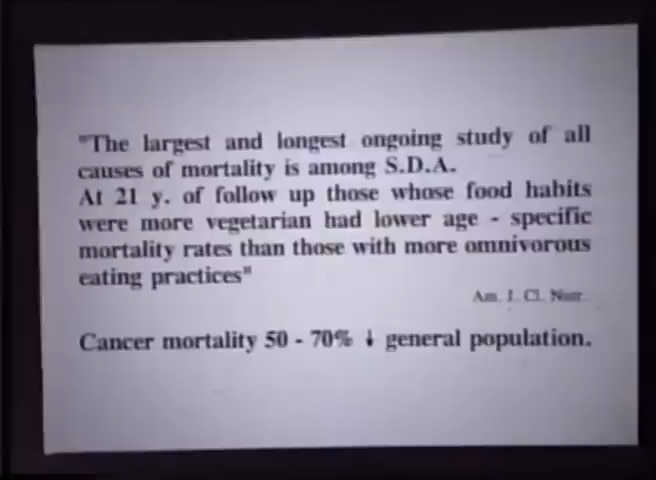 "The largest and longest ongoing study of all
causes of mortality is among S.D.A.
At 21 y. of follow up those whose food habits
were more vegetarian had lower age - specific
mortality rates than those with more omnivorous
eating practices"
Am. J. Cl. Nutr.
Cancer mortality 50 - 70% ↓ general population.